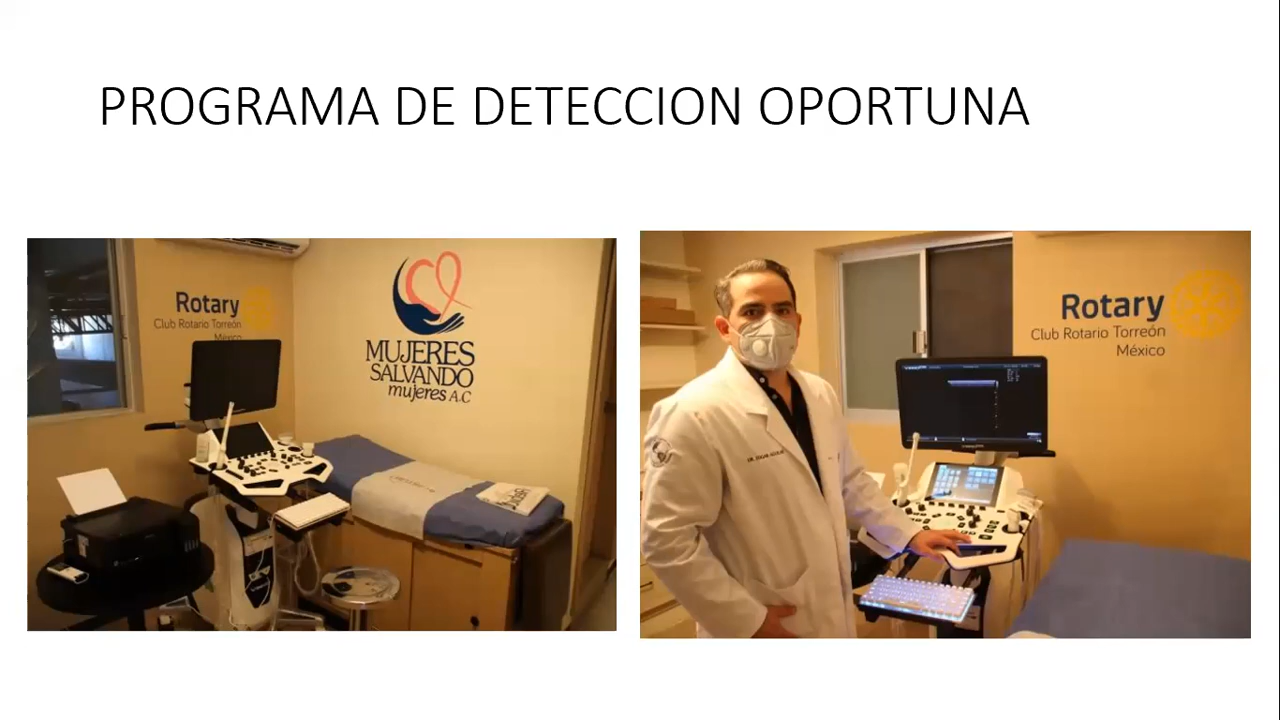 PROGRAMA DE DETECCION OPORTUNA
Rotary
Club Rotario Torreón
México
MUJERES
SALVANDO
mujeres A.C
Rotary
Club Rotario Torreón
México